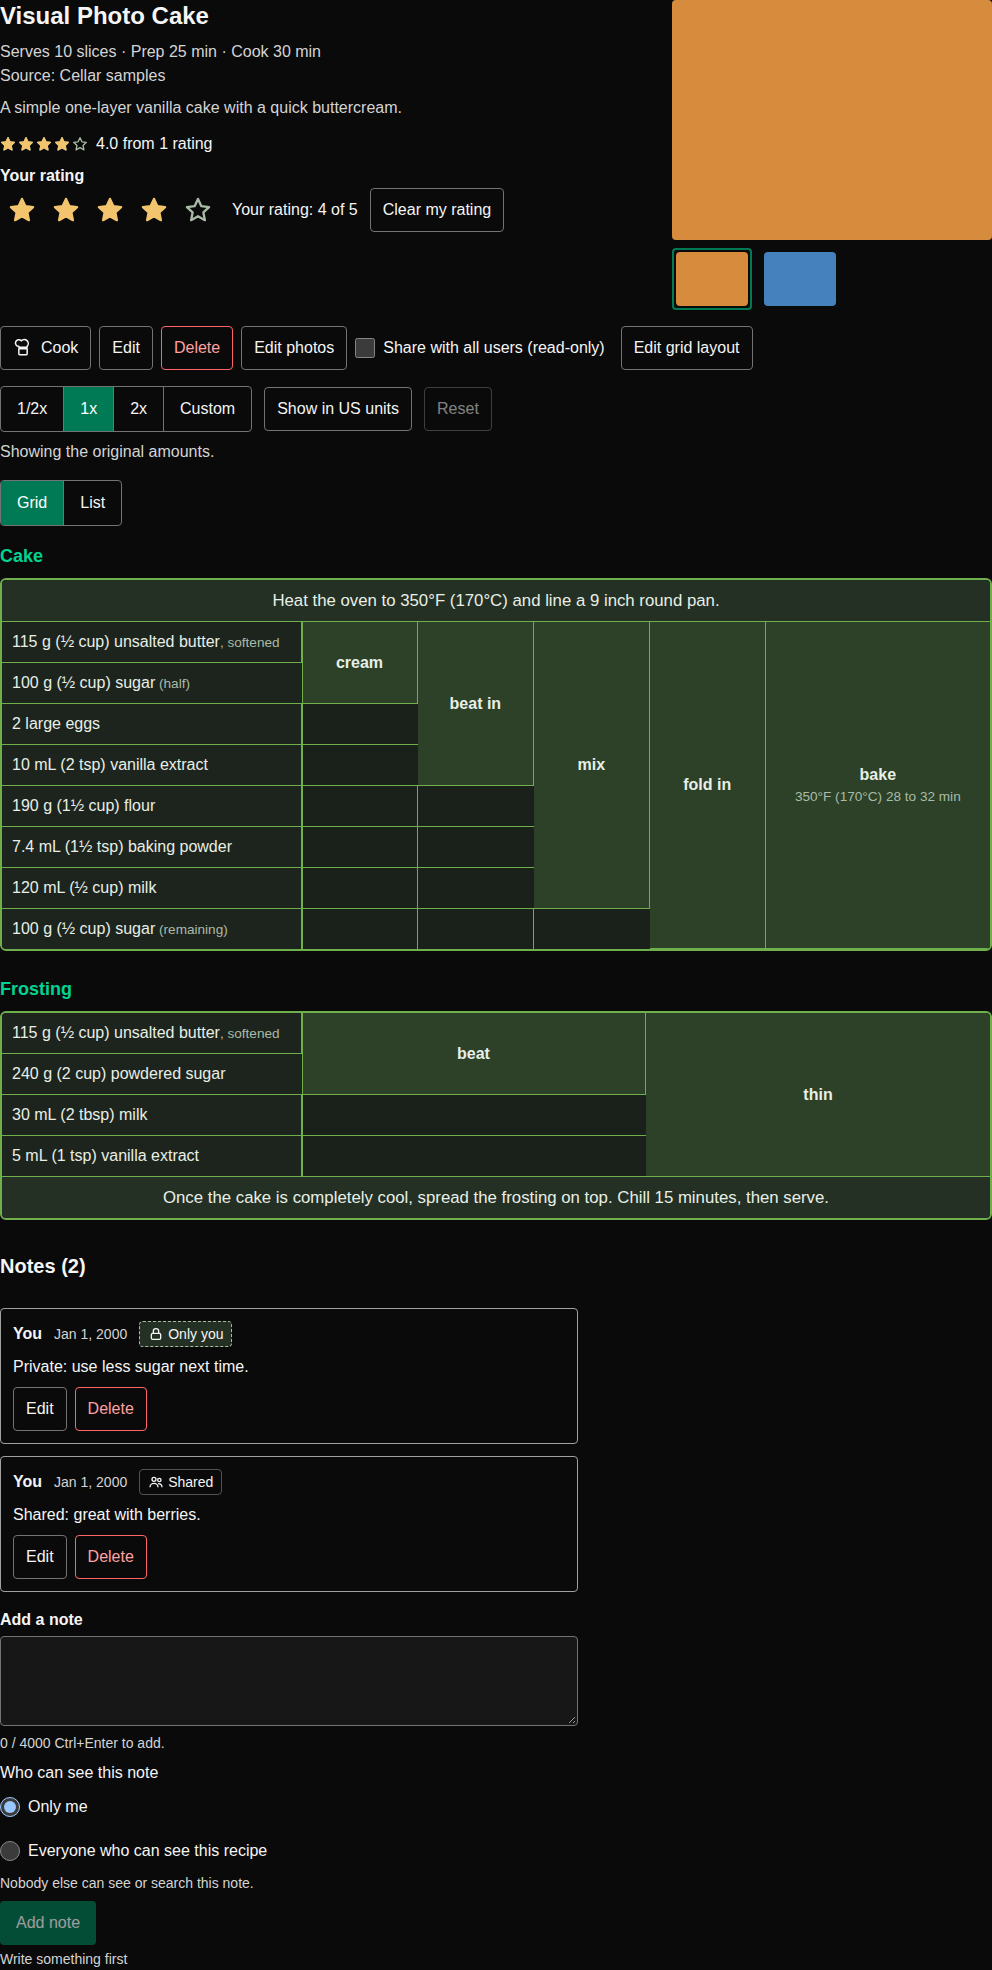 Visual Photo Cake
Serves 10 slices · Prep 25 min · Cook 30 min
Source: Cellar samples
A simple one-layer vanilla cake with a quick buttercream.
4.0 from 1 rating
Your rating
Your rating: 4 of 5 Clear my rating
Cook Edit Delete Edit photos Share with all users (read-only) Edit grid layout
1/2x 1x 2x Custom Show in US units Reset
Showing the original amounts.
Grid List
Cake
Heat the oven to 350°F (170°C) and line a 9 inch round pan.
115 g (½ cup) unsalted butter, softened
100 g (½ cup) sugar (half)
2 large eggs
10 mL (2 tsp) vanilla extract
190 g (1½ cup) flour
7.4 mL (1½ tsp) baking powder
120 mL (½ cup) milk
100 g (½ cup) sugar (remaining)
cream
beat in
mix
fold in
bake
350°F (170°C) 28 to 32 min
Frosting
115 g (½ cup) unsalted butter, softened
240 g (2 cup) powdered sugar
30 mL (2 tbsp) milk
5 mL (1 tsp) vanilla extract
beat
thin
Once the cake is completely cool, spread the frosting on top. Chill 15 minutes, then serve.
Notes (2)
You Jan 1, 2000 Only you
Private: use less sugar next time.
Edit Delete
You Jan 1, 2000 Shared
Shared: great with berries.
Edit Delete
Add a note
0 / 4000 Ctrl+Enter to add.
Who can see this note
Only me
Everyone who can see this recipe
Nobody else can see or search this note.
Add note
Write something first